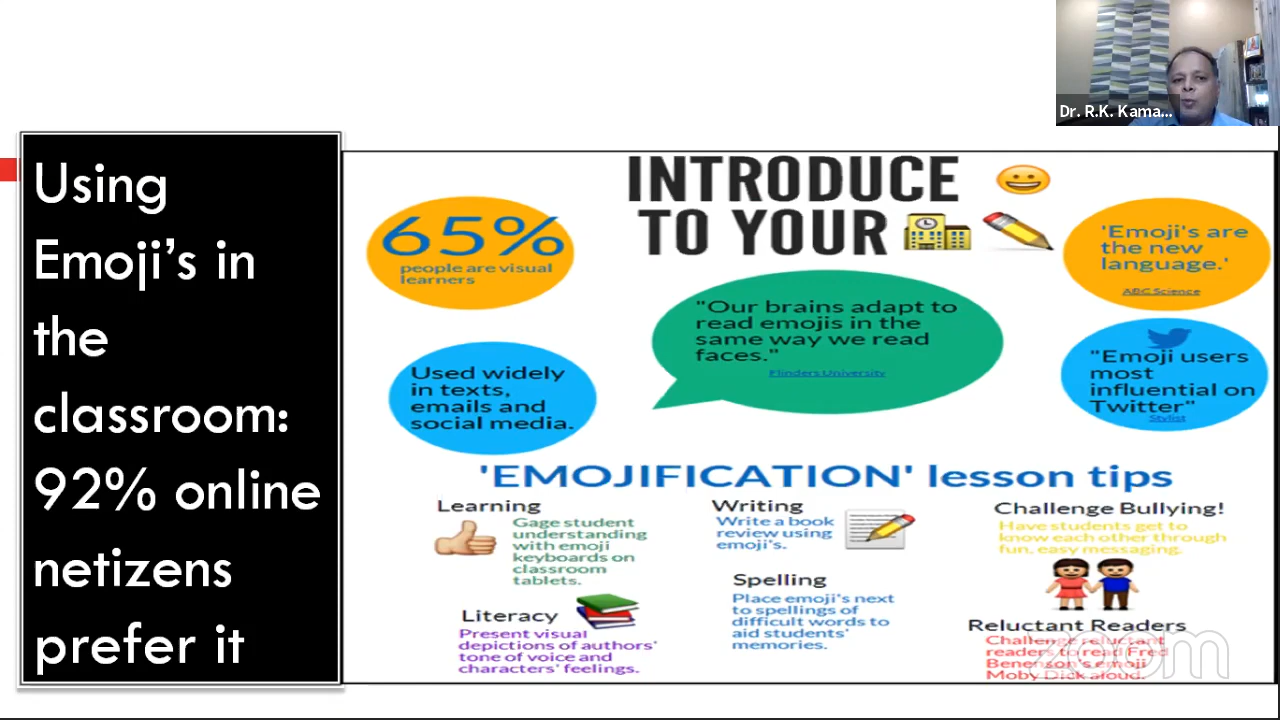 Dr. R.K. Kama...
Using
Emoji's in
the
classroom:
92% online
netizens
prefer it
INTRODUCE
TO YOUR
65%
people are visual
learners
'Emoji's are
the new
language.'
ABC Science
"Our brains adapt to
read emojis in the
same way we read
faces."
Flinders University
Used widely
in texts,
emails and
social media.
"Emoji users
most
influential on
Twitter"
Stylist
'EMOJIFICATION' lesson tips
Learning
Gage student
understanding
with emoji
keyboards on
classroom
tablets.
Literacy
Present visual
depictions of authors'
tone of voice and
characters' feelings.
Writing
Write a book
review using
emoji's.
Spelling
Place emoji's next
to spellings of
difficult words to
aid students'
memories.
Challenge Bullying!
Have students get to
know each other through
fun, easy messaging.
Reluctant Readers
Challenge reluctant
readers to read Fred
Benenson's emoji
Moby Dick aloud.
zoom